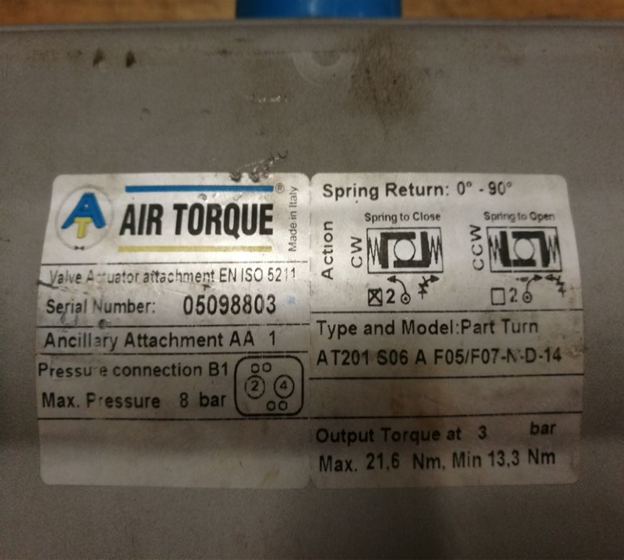 AT
AIR TORQUE®
Made in Italy
Valve Actuator attachment EN ISO 5211
Serial Number: 05098803
Ancillary Attachment AA 1
Pressure connection B1
2 4
Max. Pressure 8 bar
Spring Return: 0° - 90°
Action
Spring to Close
CW
2
Spring to Open
CCW
2
Type and Model:Part Turn
AT201 S06 A F05/F07-N-D-14
Output Torque at 3 bar
Max. 21,6 Nm, Min 13,3 Nm